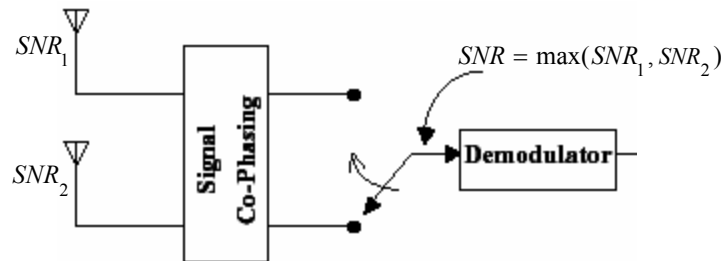 SNR₁
SNR = max(SNR₁, SNR₂)
Signal
Co-Phasing
Demodulator
SNR₂